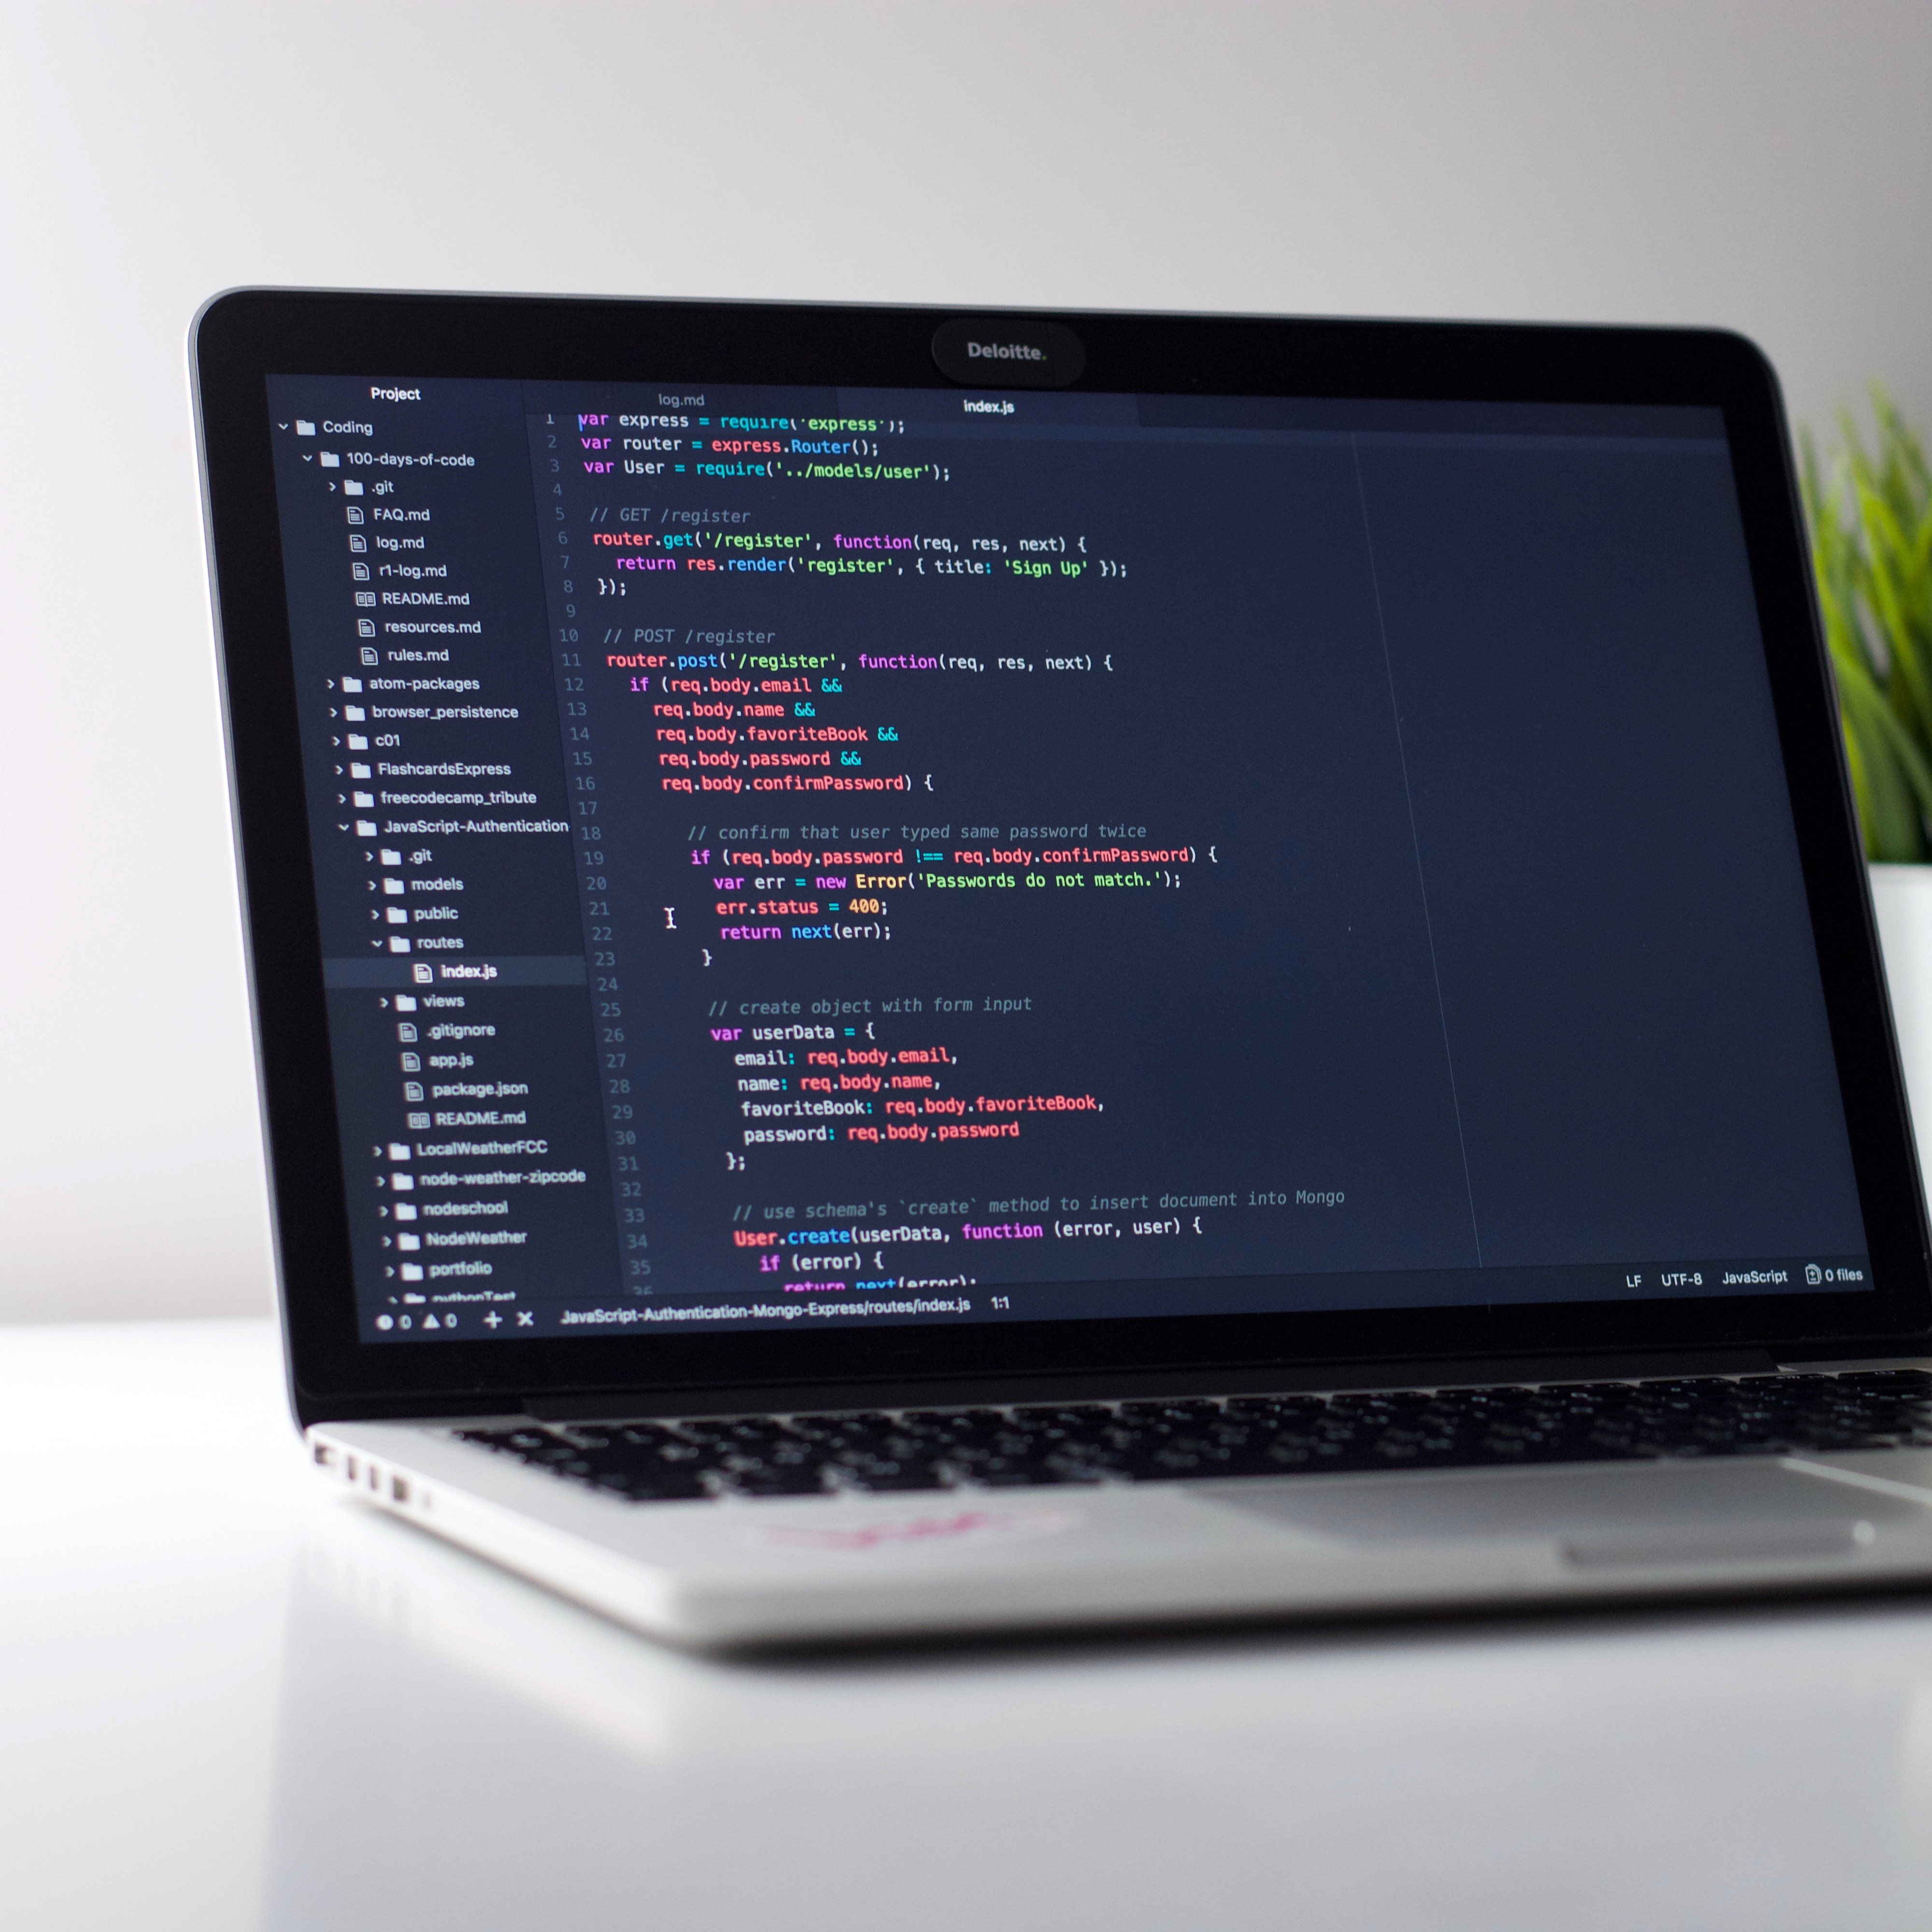 Deloitte.
Project
Coding
100-days-of-code
.git
FAQ.md
log.md
r1-log.md
README.md
resources.md
rules.md
atom-packages
browser_persistence
c01
FlashcardsExpress
freecodecamp_tribute
JavaScript-Authentication
.git
models
public
routes
index.js
views
.gitignore
app.js
package.json
README.md
LocalWeatherFCC
node-weather-zipcode
nodeschool
NodeWeather
portfolio
pythonTest
log.md
index.js
1 var express = require('express');
2 var router = express.Router();
3 var User = require('../models/user');
4
5 // GET /register
6 router.get('/register', function(req, res, next) {
7 return res.render('register', { title: 'Sign Up' });
8 });
9
10 // POST /register
11 router.post('/register', function(req, res, next) {
12 if (req.body.email &&
13 req.body.name &&
14 req.body.favoriteBook &&
15 req.body.password &&
16 req.body.confirmPassword) {
17
18 // confirm that user typed same password twice
19 if (req.body.password !== req.body.confirmPassword) {
20 var err = new Error('Passwords do not match.');
21 err.status = 400;
22 return next(err);
23 }
24
25 // create object with form input
26 var userData = {
27 email: req.body.email,
28 name: req.body.name,
29 favoriteBook: req.body.favoriteBook,
30 password: req.body.password
31 };
32
33 // use schema's `create` method to insert document into Mongo
34 User.create(userData, function (error, user) {
35 if (error) {
36 return next(error);
0 0 JavaScript-Authentication-Mongo-Express/routes/index.js 1:1 LF UTF-8 JavaScript 0 files